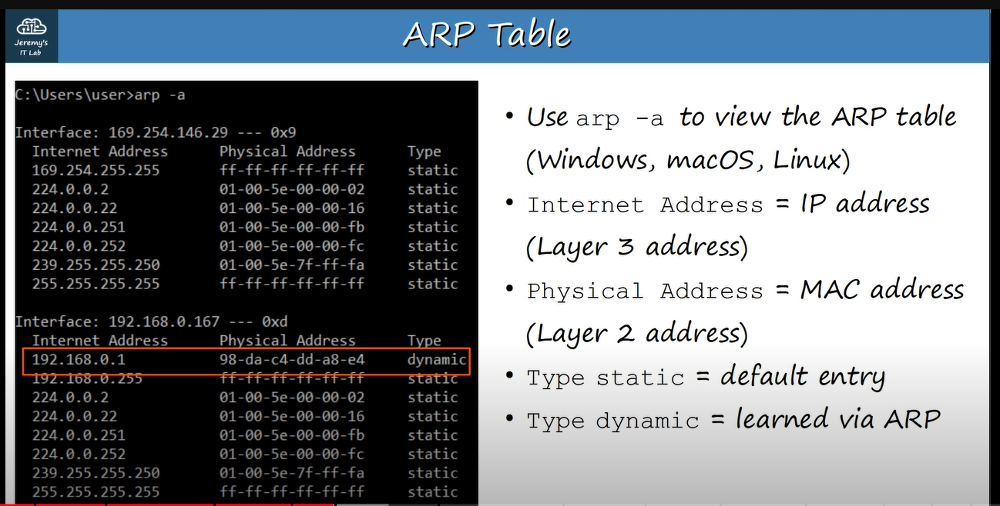 Jeremy's
IT Lab
ARP Table
C:\Users\user>arp -a
Interface: 169.254.146.29 --- 0x9
Internet Address Physical Address Type
169.254.255.255 ff-ff-ff-ff-ff-ff static
224.0.0.2 01-00-5e-00-00-02 static
224.0.0.22 01-00-5e-00-00-16 static
224.0.0.251 01-00-5e-00-00-fb static
224.0.0.252 01-00-5e-00-00-fc static
239.255.255.250 01-00-5e-7f-ff-fa static
255.255.255.255 ff-ff-ff-ff-ff-ff static
Interface: 192.168.0.167 --- 0xd
Internet Address Physical Address Type
192.168.0.1 98-da-c4-dd-a8-e4 dynamic
192.168.0.255 ff-ff-ff-ff-ff-ff static
224.0.0.2 01-00-5e-00-00-02 static
224.0.0.22 01-00-5e-00-00-16 static
224.0.0.251 01-00-5e-00-00-fb static
224.0.0.252 01-00-5e-00-00-fc static
239.255.255.250 01-00-5e-7f-ff-fa static
255.255.255.255 ff-ff-ff-ff-ff-ff static
• Use arp -a to view the ARP table
(Windows, macOS, Linux)
• Internet Address = IP address
(Layer 3 address)
• Physical Address = MAC address
(Layer 2 address)
• Type static = default entry
• Type dynamic = learned via ARP